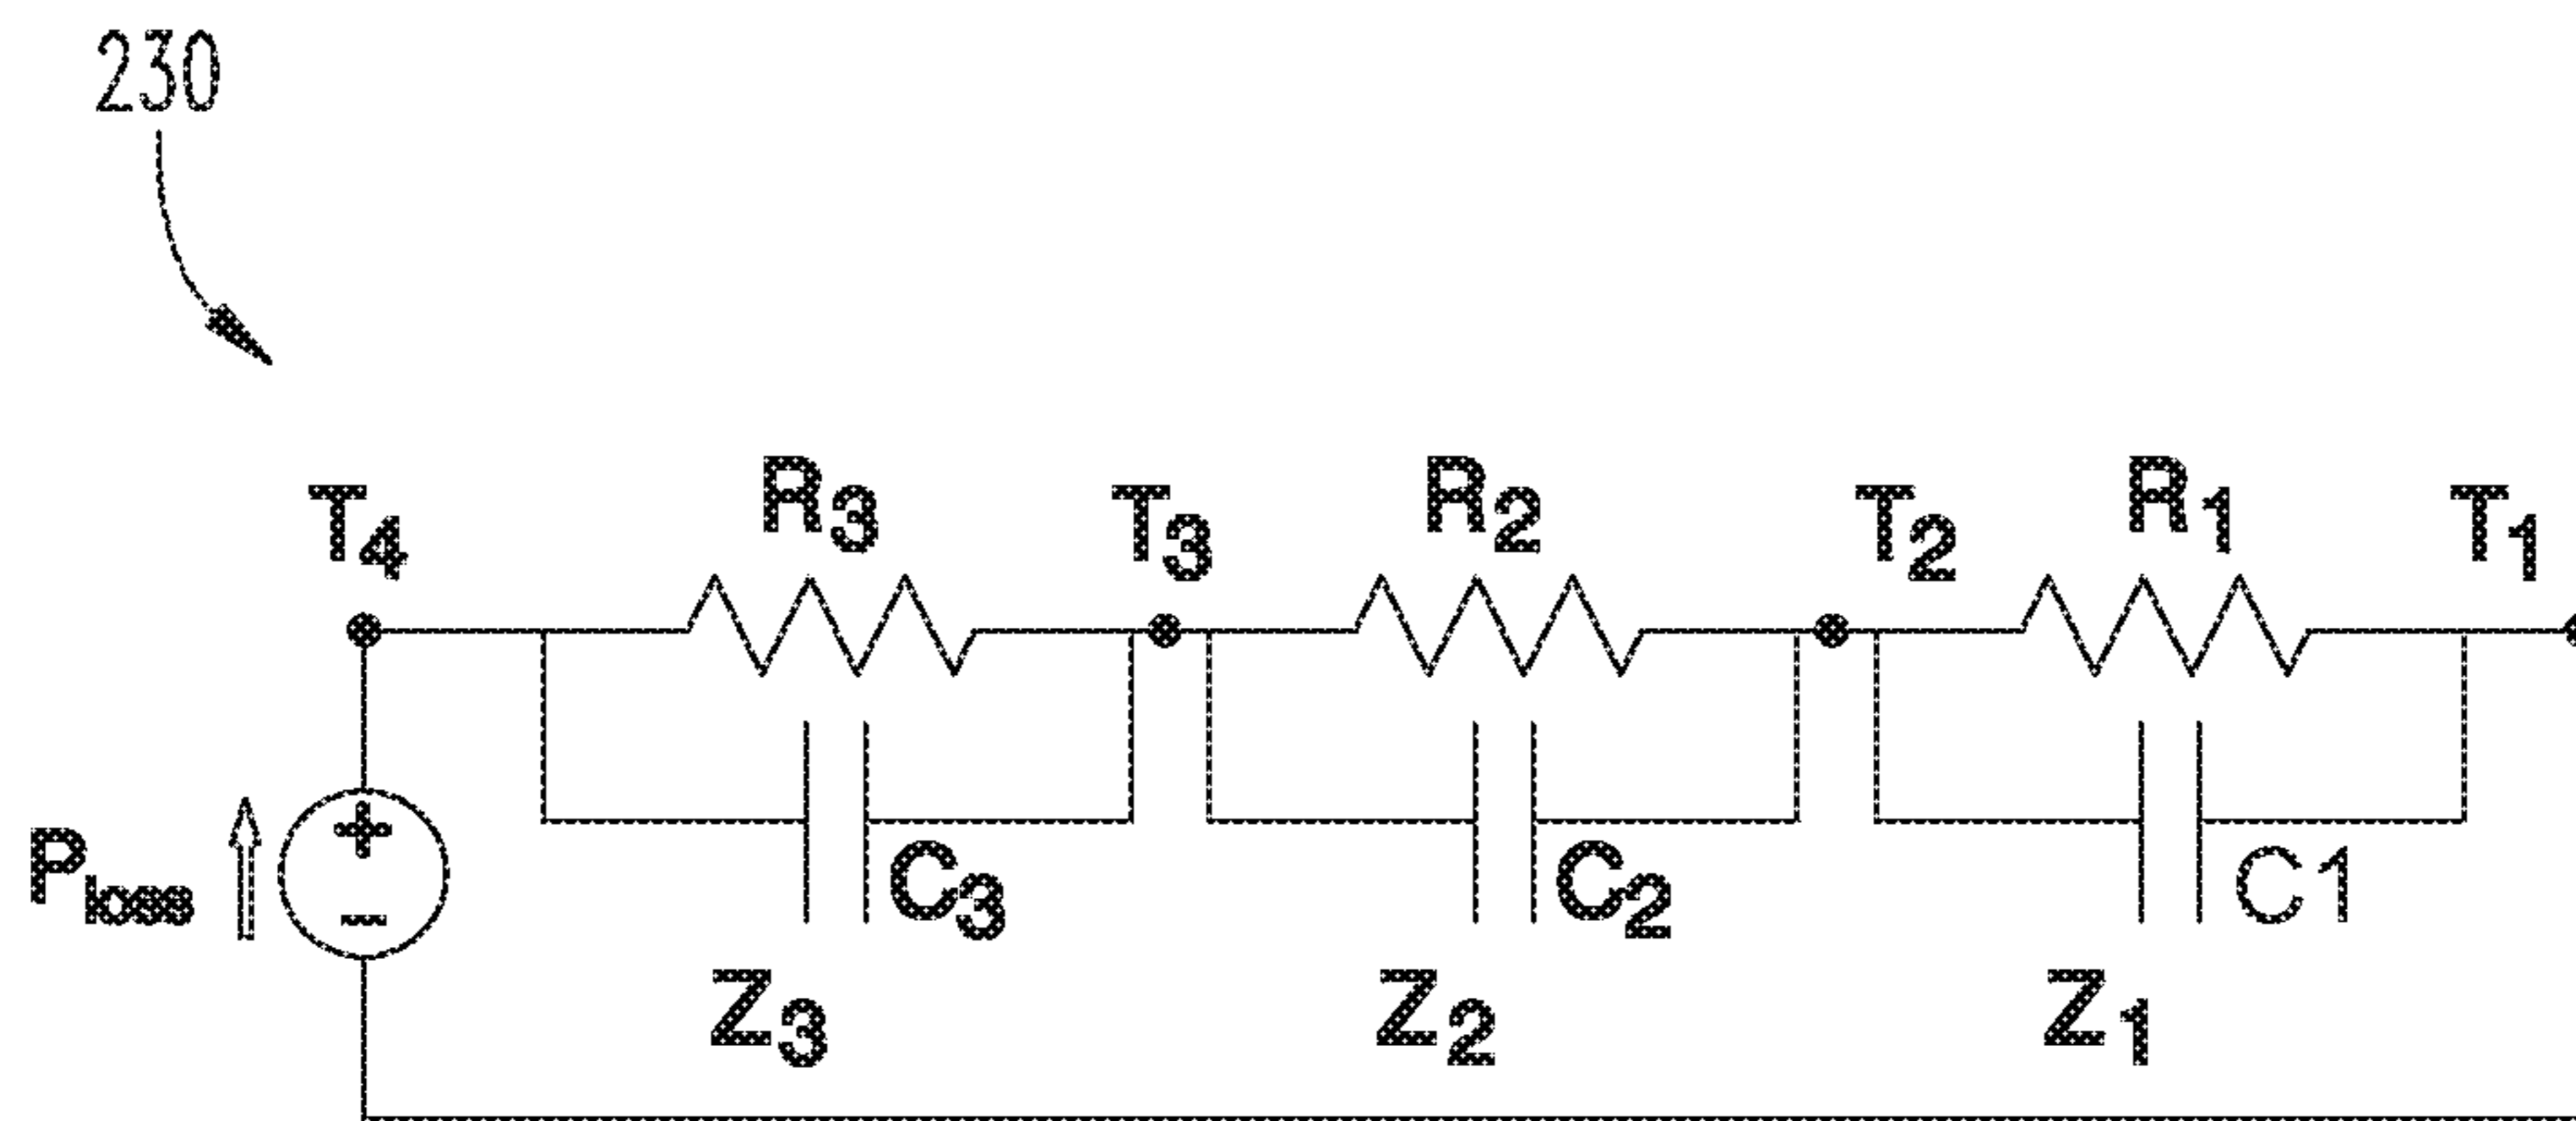 230
T4 R3 T3 R2 T2 R1 T1
+
Ploss
-
C3 C2 C1
Z3 Z2 Z1